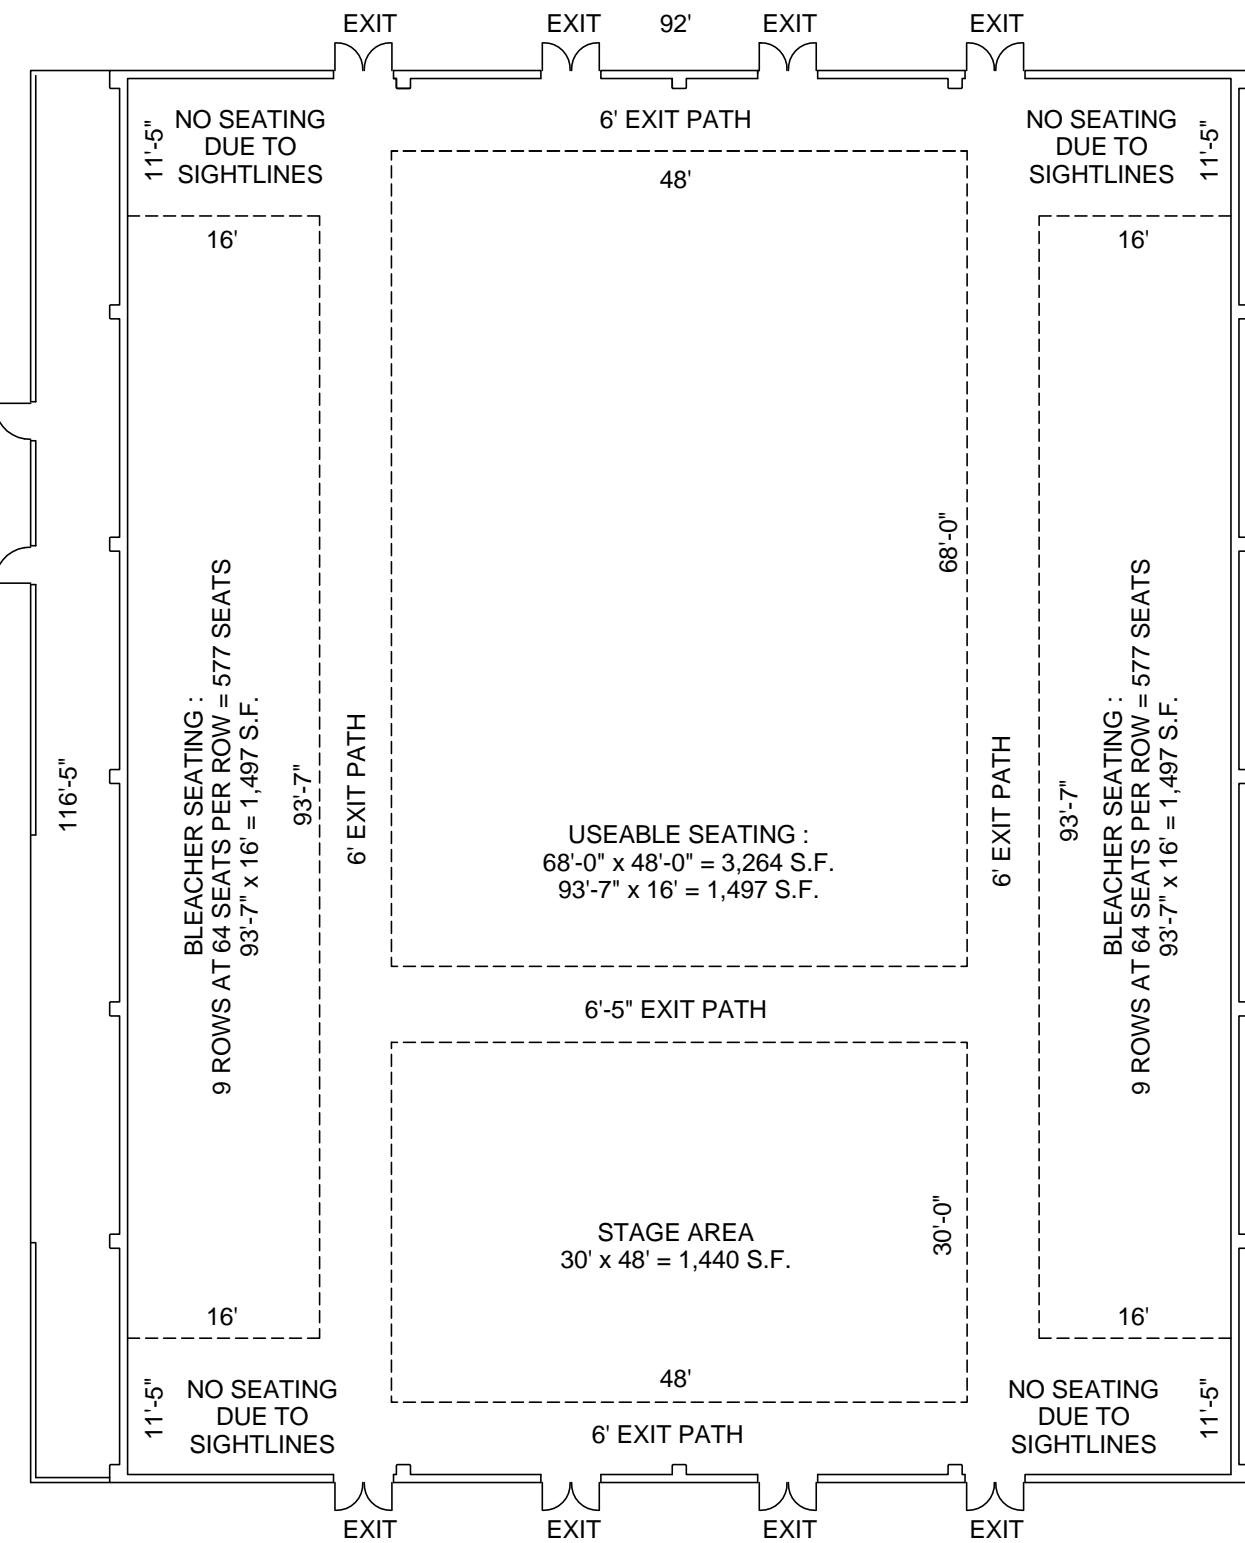 EXIT
EXIT
92'
EXIT
EXIT
NO SEATING
DUE TO
SIGHTLINES
11'-5"
6' EXIT PATH
NO SEATING
DUE TO
SIGHTLINES
11'-5"
48'
16'
16'
68'-0"
116'-5"
BLEACHER SEATING :
9 ROWS AT 64 SEATS PER ROW = 577 SEATS
93'-7" x 16' = 1,497 S.F.
93'-7"
6' EXIT PATH
USEABLE SEATING :
68'-0" x 48'-0" = 3,264 S.F.
93'-7" x 16' = 1,497 S.F.
6' EXIT PATH
93'-7"
BLEACHER SEATING :
9 ROWS AT 64 SEATS PER ROW = 577 SEATS
93'-7" x 16' = 1,497 S.F.
6'-5" EXIT PATH
STAGE AREA
30' x 48' = 1,440 S.F.
30'-0"
16'
16'
48'
11'-5"
NO SEATING
DUE TO
SIGHTLINES
6' EXIT PATH
NO SEATING
DUE TO
SIGHTLINES
11'-5"
EXIT
EXIT
EXIT
EXIT